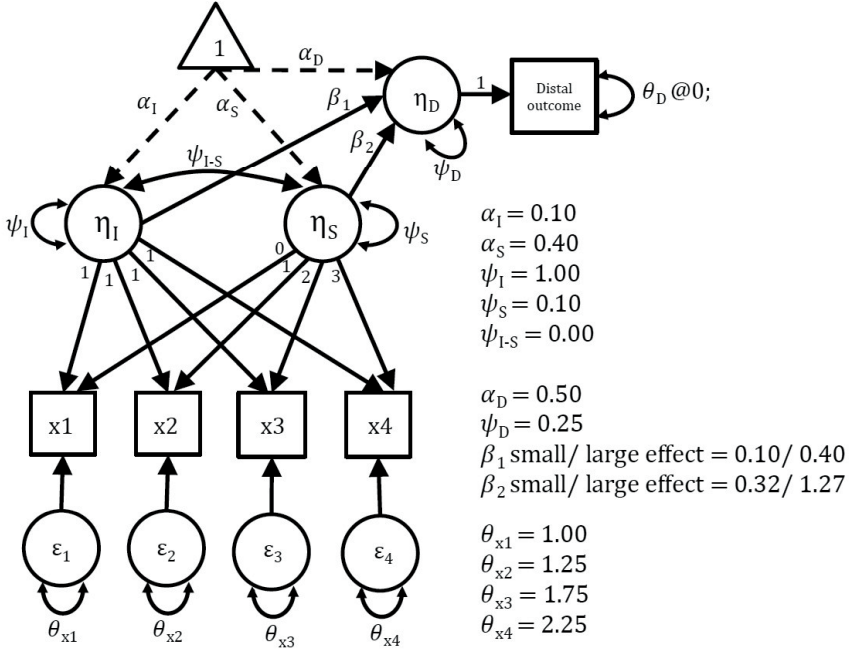 1
α_D
α_I
α_S
β_1
β_2
η_D
1
Distal
outcome
θ_D @0;
ψ_D
ψ_I-S
ψ_I
η_I
η_S
ψ_S
1
1
1
1
0
1
2
3
x1
x2
x3
x4
ε_1
ε_2
ε_3
ε_4
θ_x1
θ_x2
θ_x3
θ_x4
α_I = 0.10
α_S = 0.40
ψ_I = 1.00
ψ_S = 0.10
ψ_I-S = 0.00
α_D = 0.50
ψ_D = 0.25
β_1 small/ large effect = 0.10/ 0.40
β_2 small/ large effect = 0.32/ 1.27
θ_x1 = 1.00
θ_x2 = 1.25
θ_x3 = 1.75
θ_x4 = 2.25